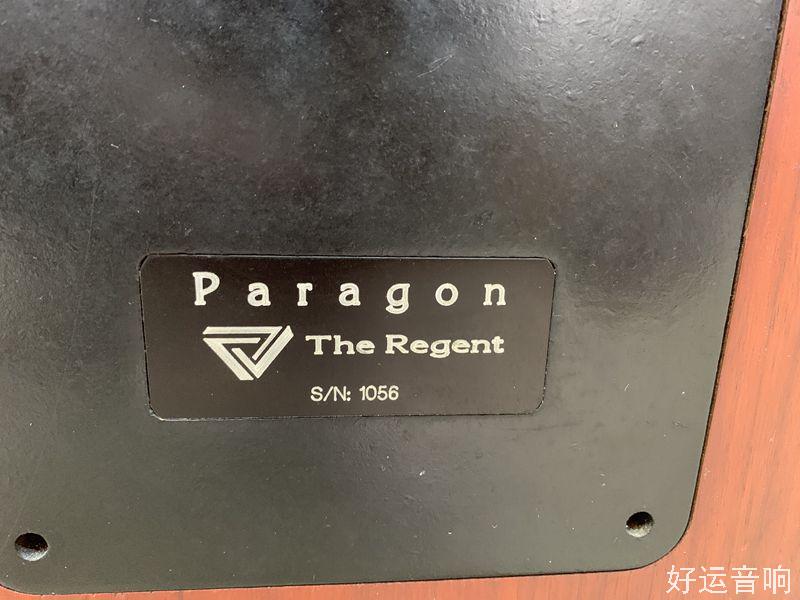 Paragon
The Regent
S/N: 1056
好运音响